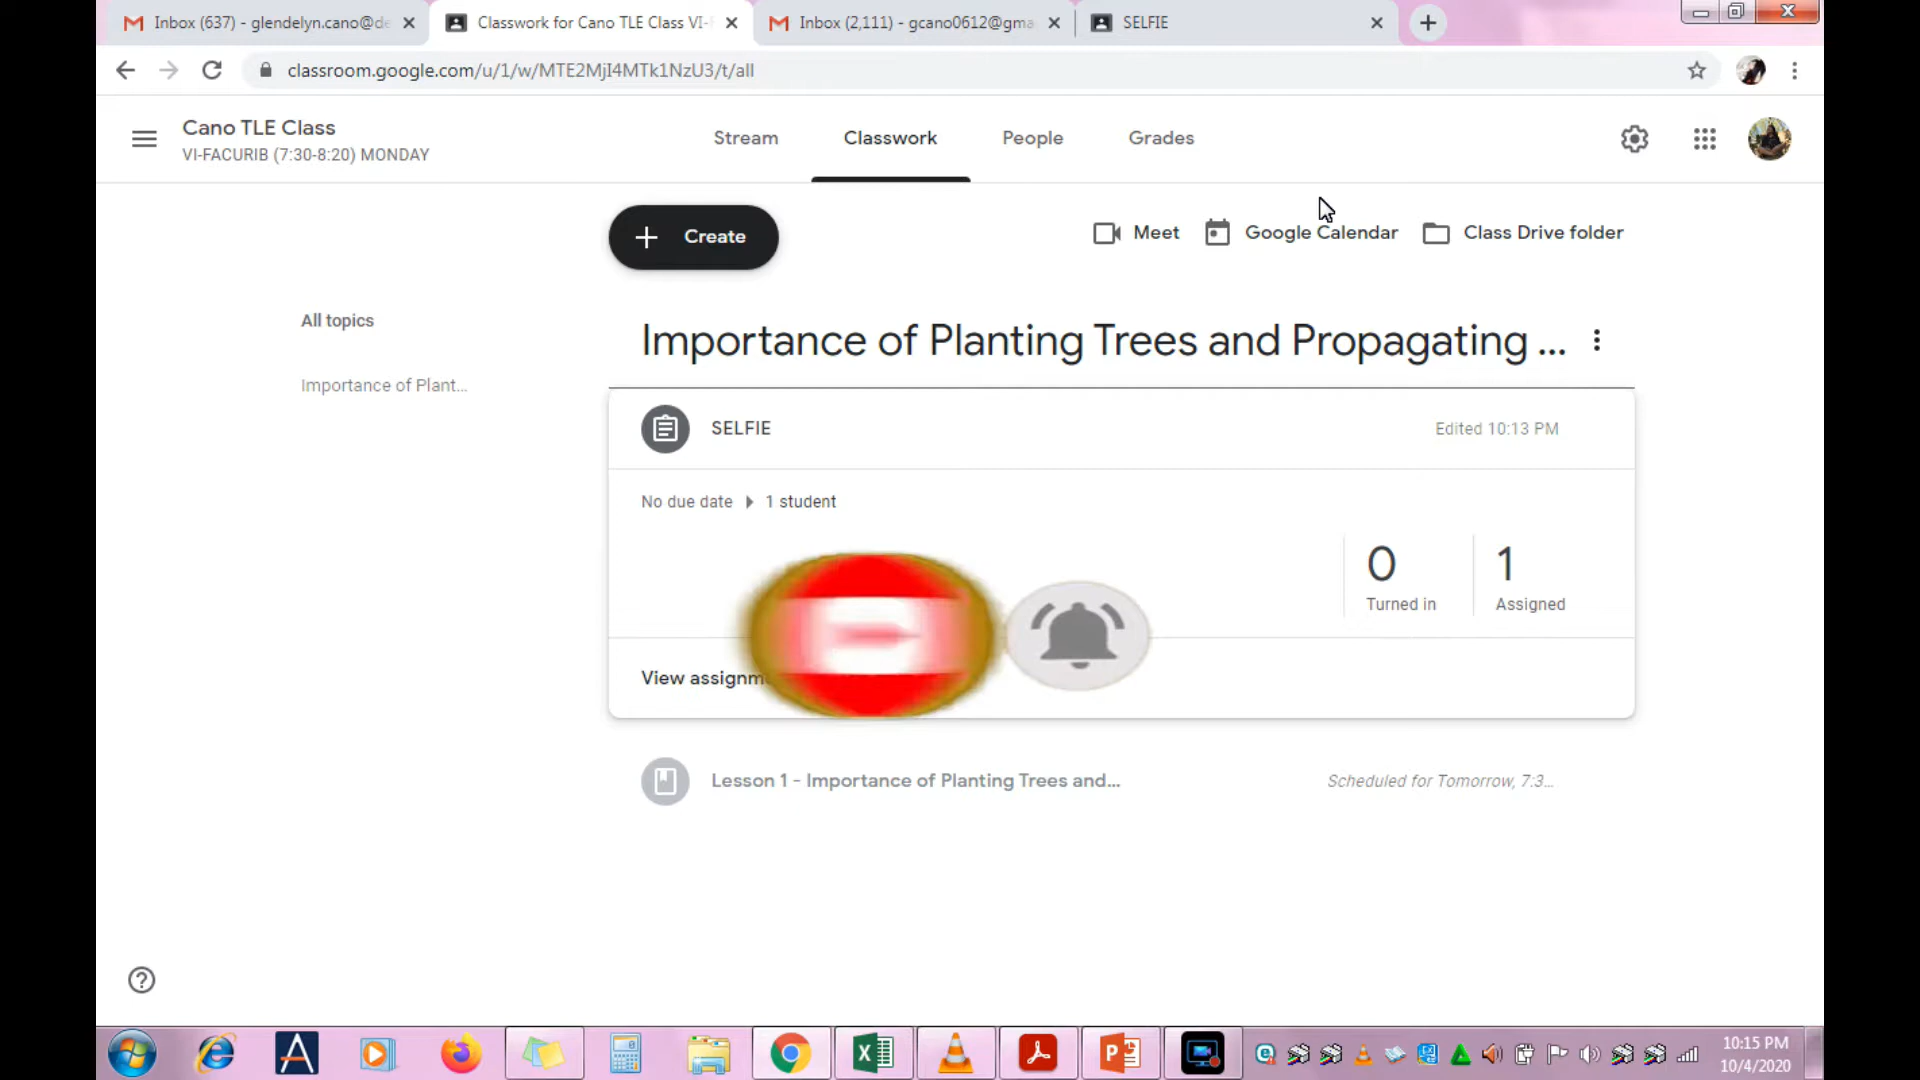 Inbox (637) - glendelyn.cano@de
Classwork for Cano TLE Class VI-F
Inbox (2,111) - gcano0612@gma
SELFIE
classroom.google.com/u/1/w/MTE2MjI4MTk1NzU3/t/all
Cano TLE Class
VI-FACURIB (7:30-8:20) MONDAY
Stream
Classwork
People
Grades
Create
Meet
Google Calendar
Class Drive folder
All topics
Importance of Plant...
Importance of Planting Trees and Propagating ...
SELFIE
Edited 10:13 PM
No due date
1 student
0
Turned in
1
Assigned
View assignm
Lesson 1 - Importance of Planting Trees and...
Scheduled for Tomorrow, 7:3...
10:15 PM
10/4/2020